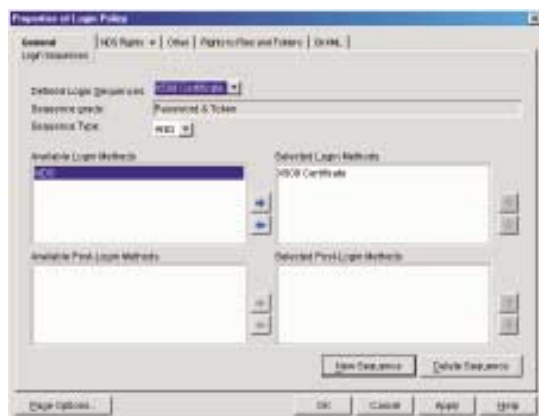 Properties of Login Policy
General | NDS Rights | Other | Rights to Files and Folders
Login Sequences
Defined Login Sequences: X509 Certificate
Sequence grade: Password & Token
Sequence Type: AND
Available Login Methods
Selected Login Methods
NDS
X509 Certificate
Available Post-Login Methods
Selected Post-Login Methods
New Sequence
Delete Sequence
Page Options...
OK
Cancel
Apply
Help